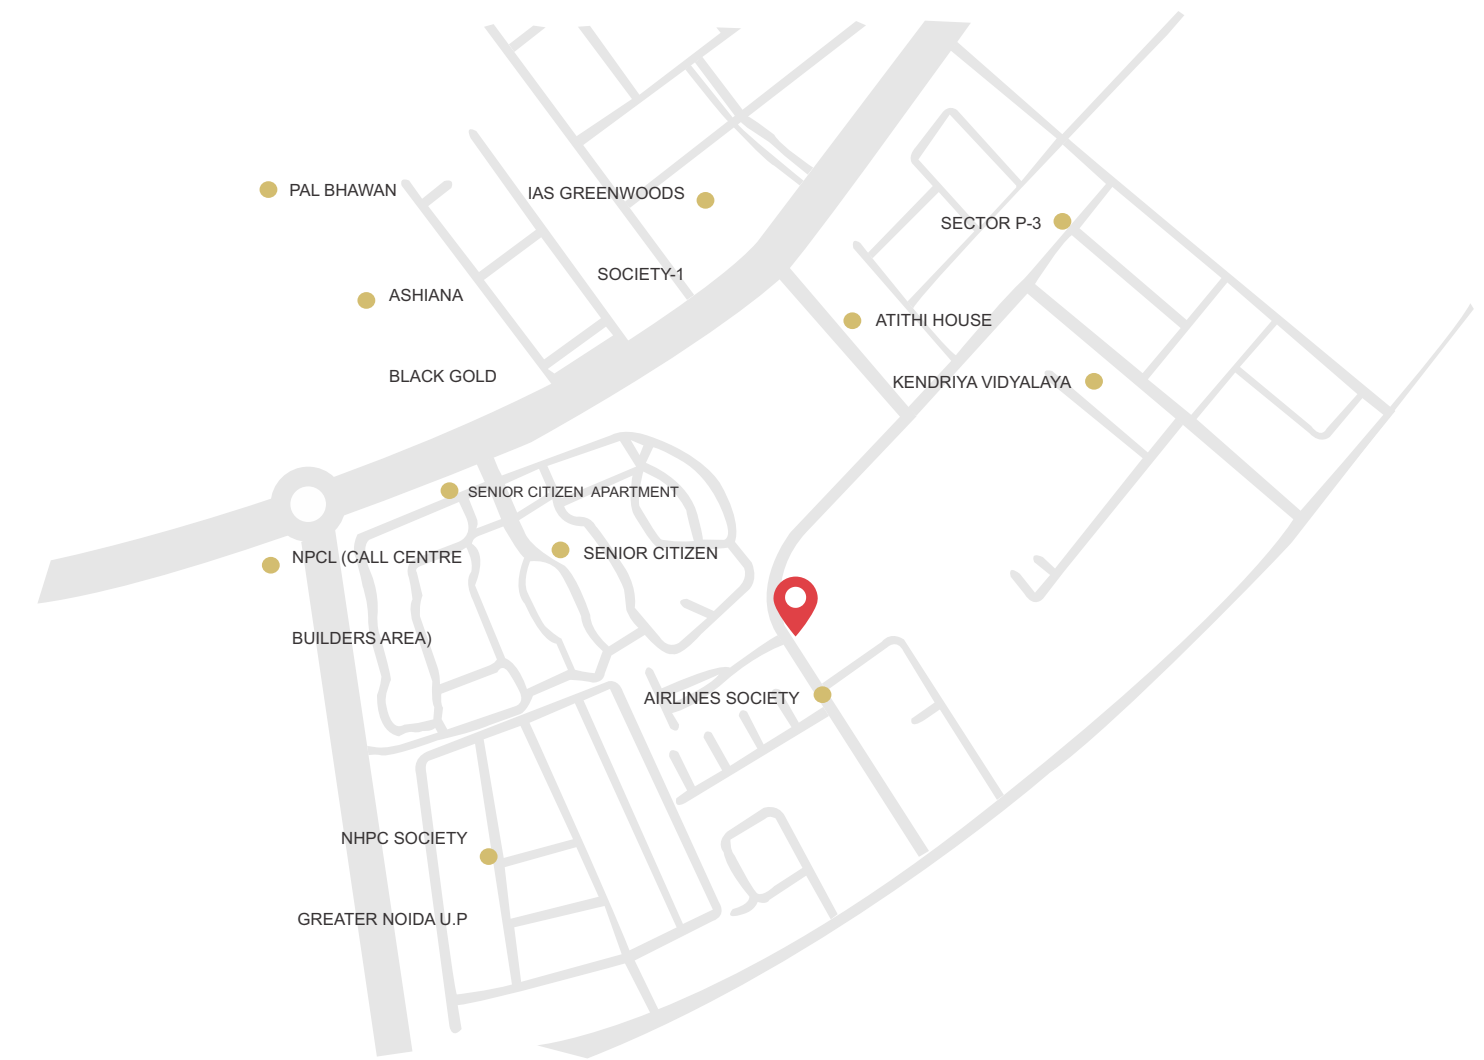 PAL BHAWAN
IAS GREENWOODS
SOCIETY-1
SECTOR P-3
ASHIANA
BLACK GOLD
ATITHI HOUSE
KENDRIYA VIDYALAYA
SENIOR CITIZEN APARTMENT
NPCL (CALL CENTRE
BUILDERS AREA)
SENIOR CITIZEN
AIRLINES SOCIETY
NHPC SOCIETY
GREATER NOIDA U.P